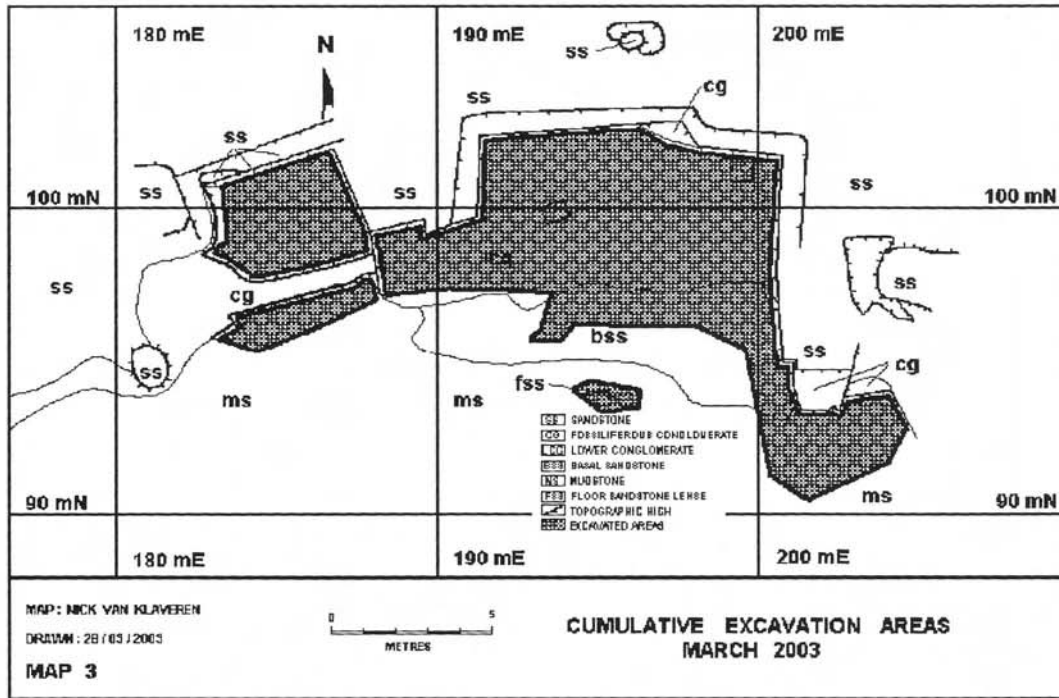 180 mE
190 mE
200 mE
N
ss
cg
ss
ss
ss
ss
ss
100 mN
100 mN
ss
cg
ss
ss
bss
ss
cg
ms
ms
fss
ms
SS SANDSTONE
CG FOSSILIFEROUS CONGLOMERATE
LCG LOWER CONGLOMERATE
BSS BASAL SANDSTONE
MS MUDSTONE
FSS FLOOR SANDSTONE LENSE
TOPOGRAPHIC HIGH
EXCAVATED AREAS
90 mN
90 mN
180 mE
190 mE
200 mE
MAP: NICK VAN KLAVEREN
DRAWN: 28/03/2003
MAP 3
0 5
METRES
CUMULATIVE EXCAVATION AREAS
MARCH 2003